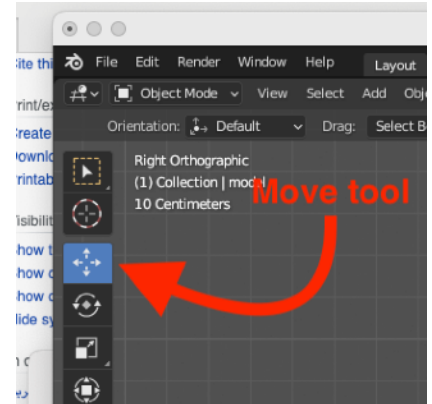 File Edit Render Window Help Layout
Object Mode View Select Add
Orientation: Default Drag: Select
Right Orthographic
(1) Collection | model
10 Centimeters
Move tool